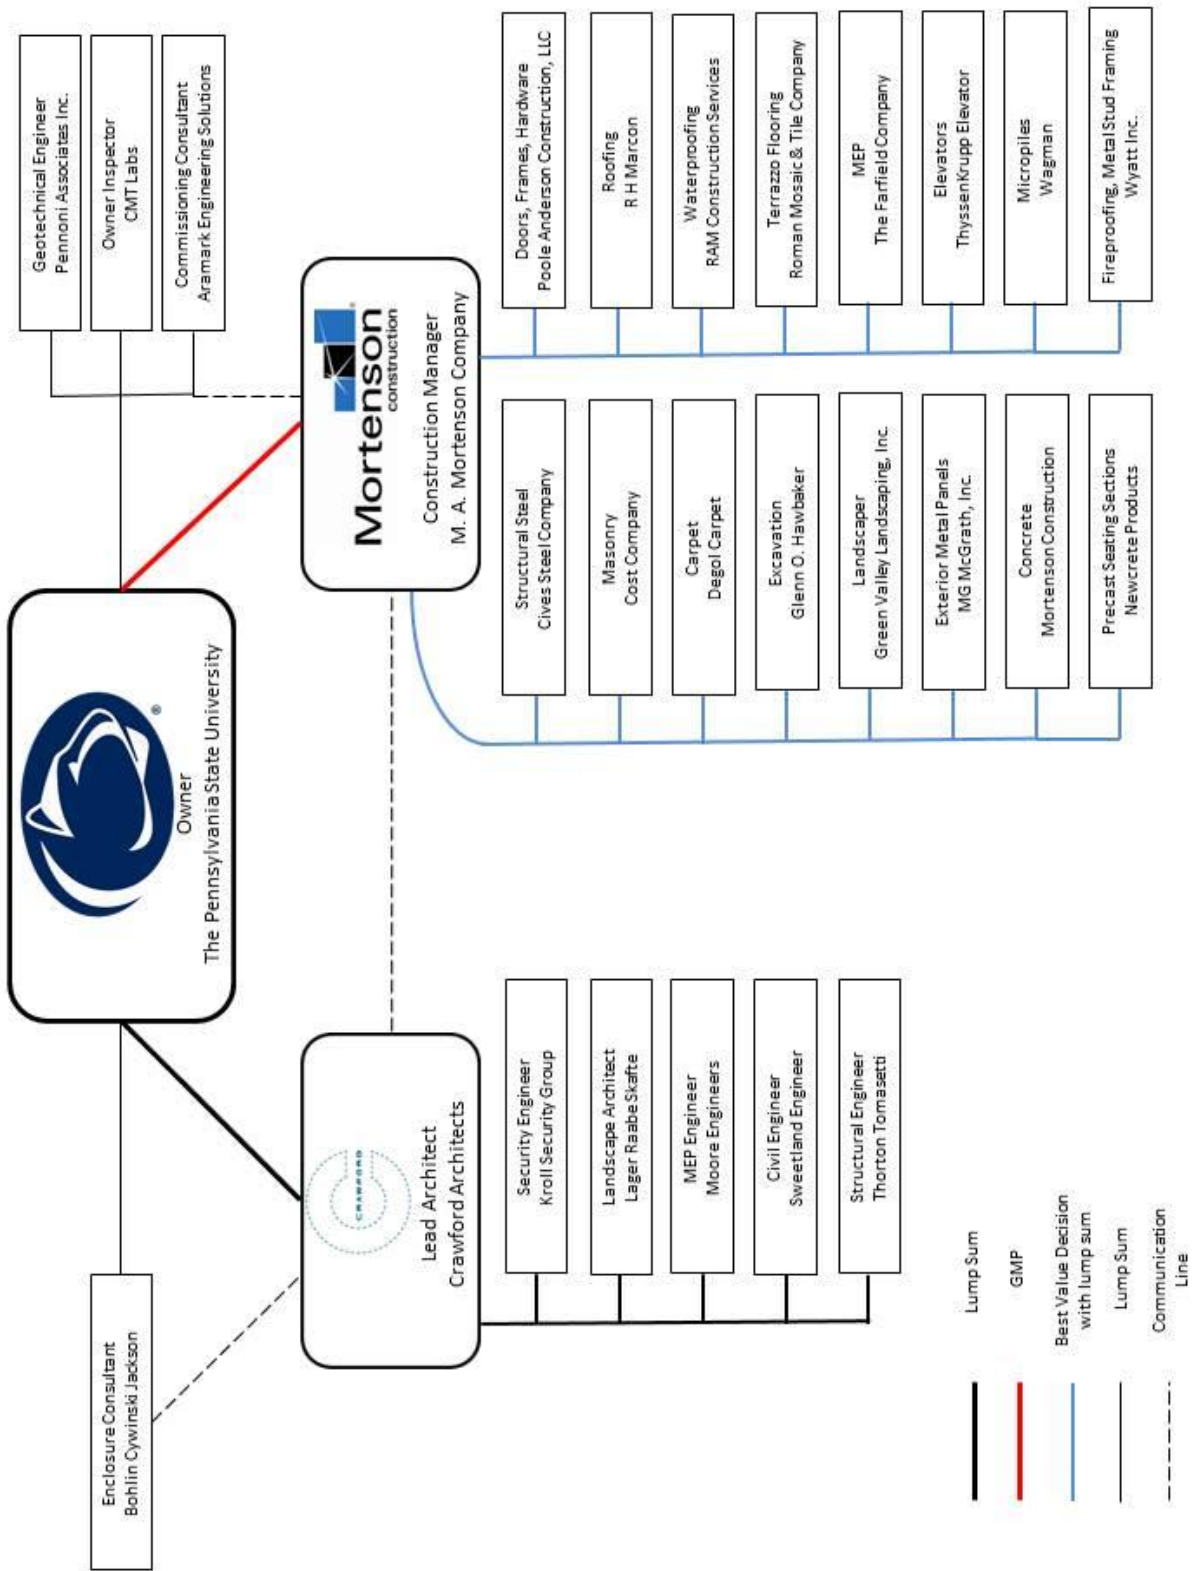 Enclosure Consultant
Bohlin Cywinski Jackson
®
Owner
The Pennsylvania State University
Geotechnical Engineer
Pennoni Associates Inc.
Owner Inspector
CMT Labs
Commisioning Consultant
Aramark Engineering Solutions
CRAWFORD
Lead Architect
Crawford Architects
Mortenson
construction
Construction Manager
M. A. Mortenson Company
Security Engineer
Kroll Security Group
Landscape Architect
Lager Raabe Skafte
MEP Engineer
Moore Engineers
Civil Engineer
Sweetland Engineer
Structural Engineer
Thorton Tomasetti
Structural Steel
Cives Steel Company
Masonry
Cost Company
Carpet
Degol Carpet
Excavation
Glenn O. Hawbaker
Landscaper
Green Valley Landscaping, Inc.
Exterior Metal Panels
MG McGrath, Inc.
Concrete
Mortenson Construction
Precast Seating Sections
Newcrete Products
Doors, Frames, Hardware
Poole Anderson Construction, LLC
Roofing
R H Marcon
Waterproofing
RAM Construction Services
Terrazzo Flooring
Roman Mosaic & Tile Company
MEP
The Farfield Company
Elevators
ThyssenKrupp Elevator
Micropiles
Wagman
Fireproofing, Metal Stud Framing
Wyatt Inc.
Lump Sum
GMP
Best Value Decision
with lump sum
Lump Sum
Communication
Line